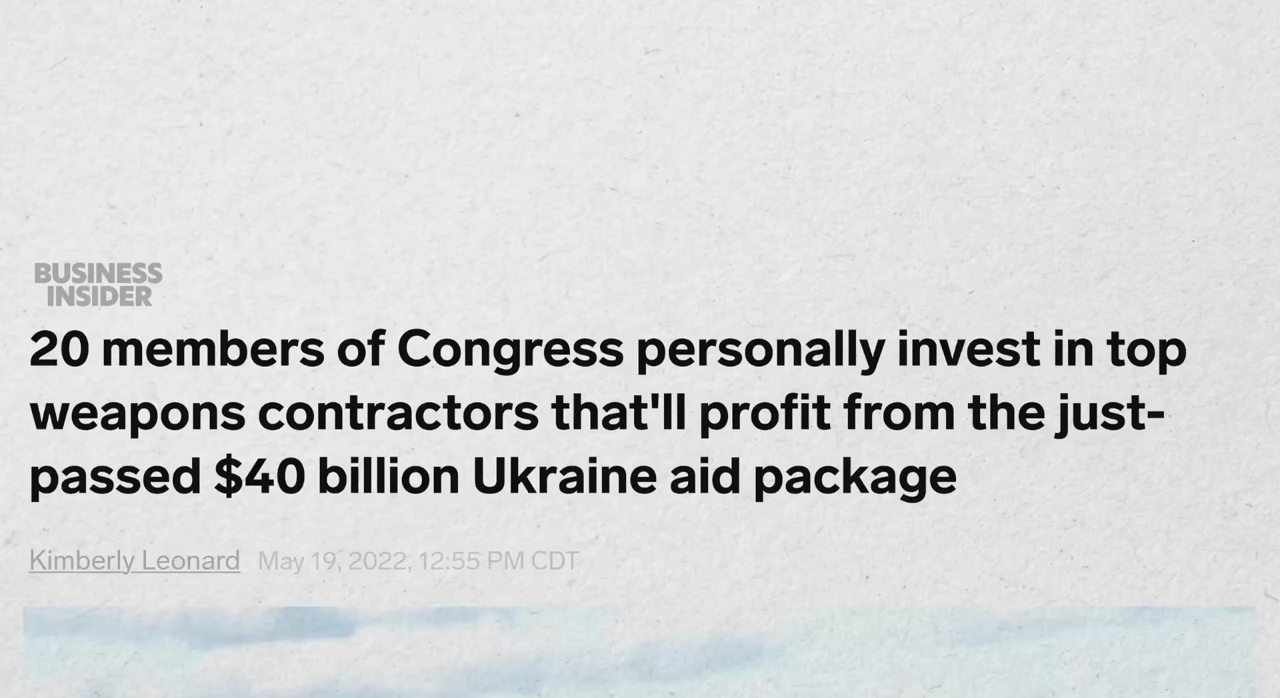 BUSINESS
INSIDER
20 members of Congress personally invest in top
weapons contractors that'll profit from the just-
passed $40 billion Ukraine aid package
Kimberly Leonard May 19, 2022, 12:55 PM CDT